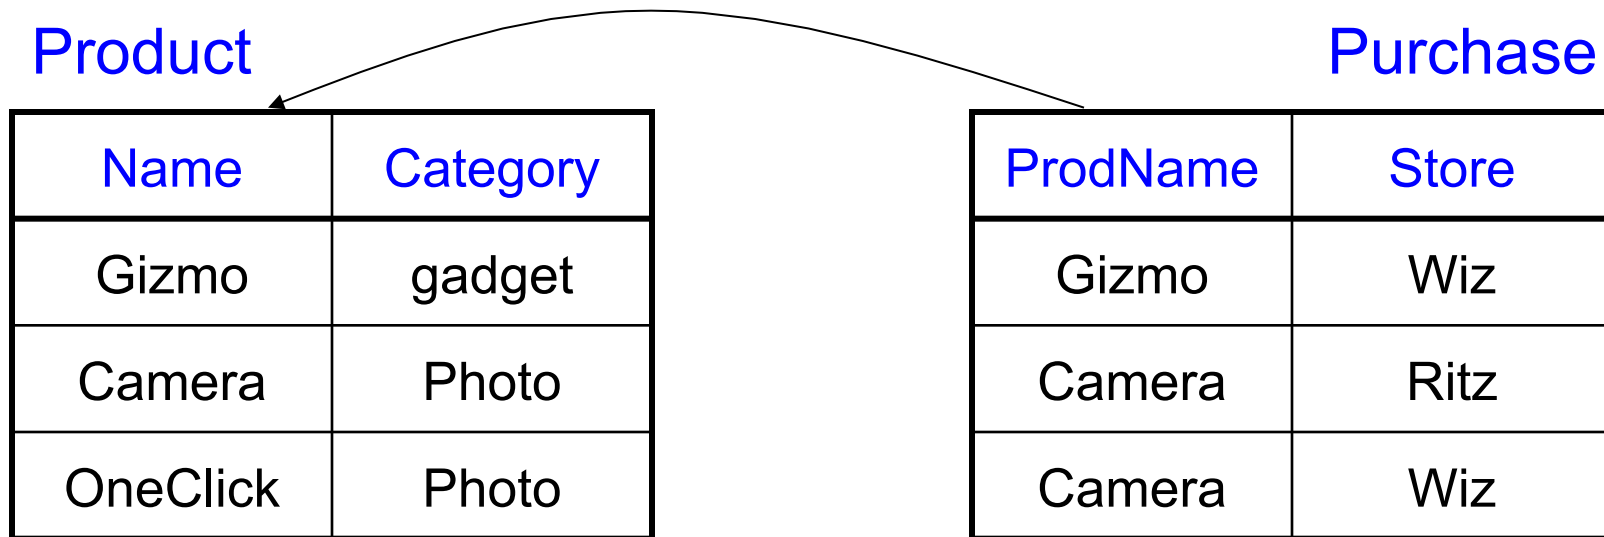 Product
Purchase
Name Category
ProdName Store
Gizmo gadget
Gizmo Wiz
Camera Photo
Camera Ritz
OneClick Photo
Camera Wiz